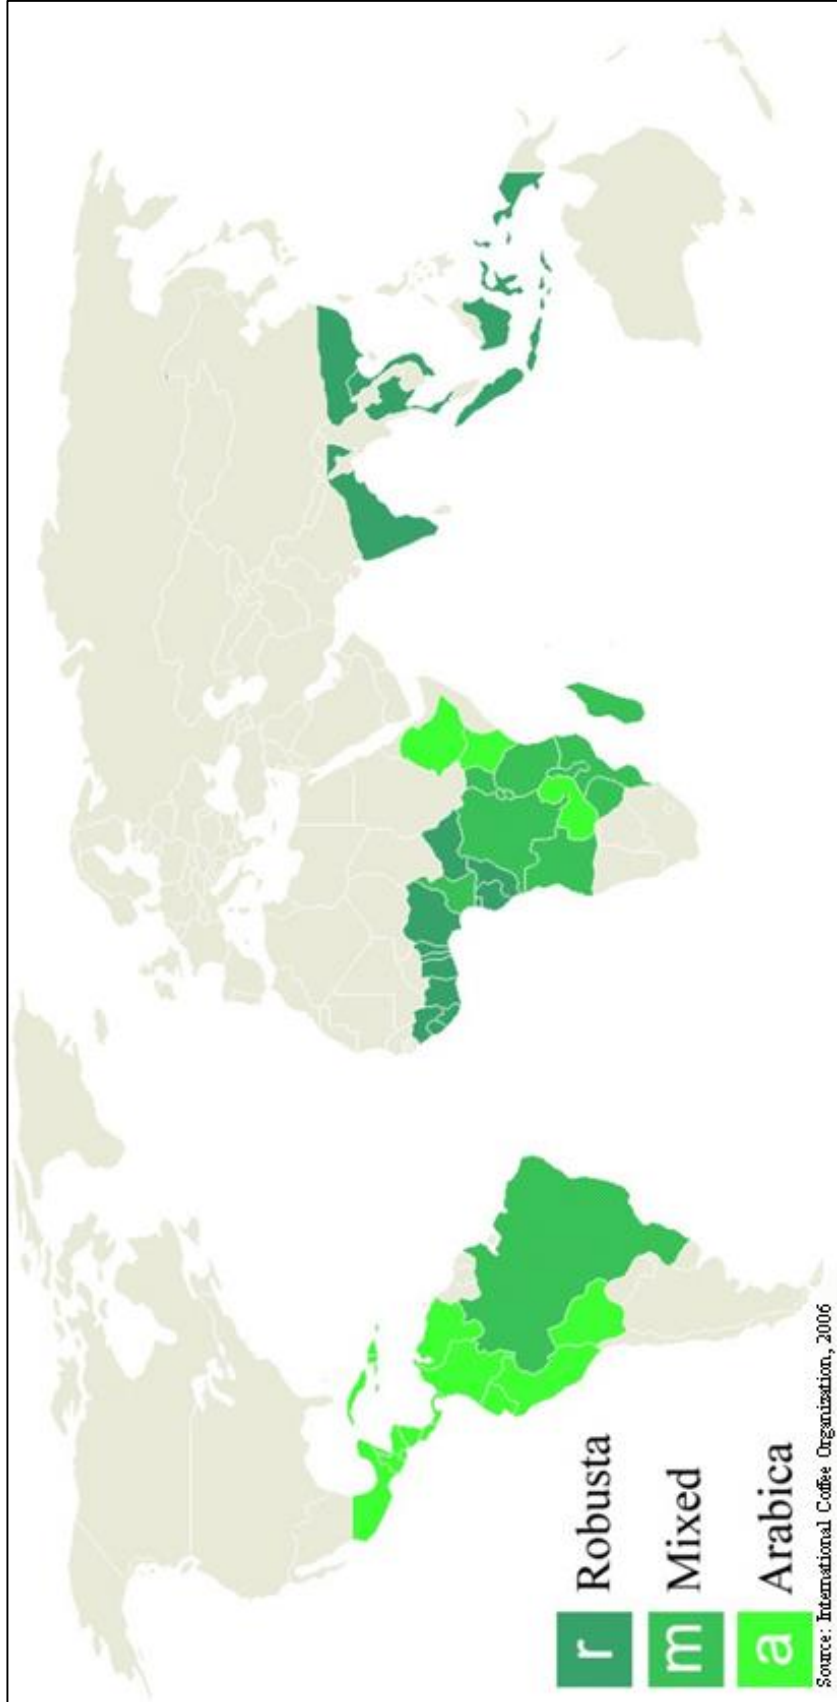 r Robusta
m Mixed
a Arabica
Source: International Coffee Organization, 2006